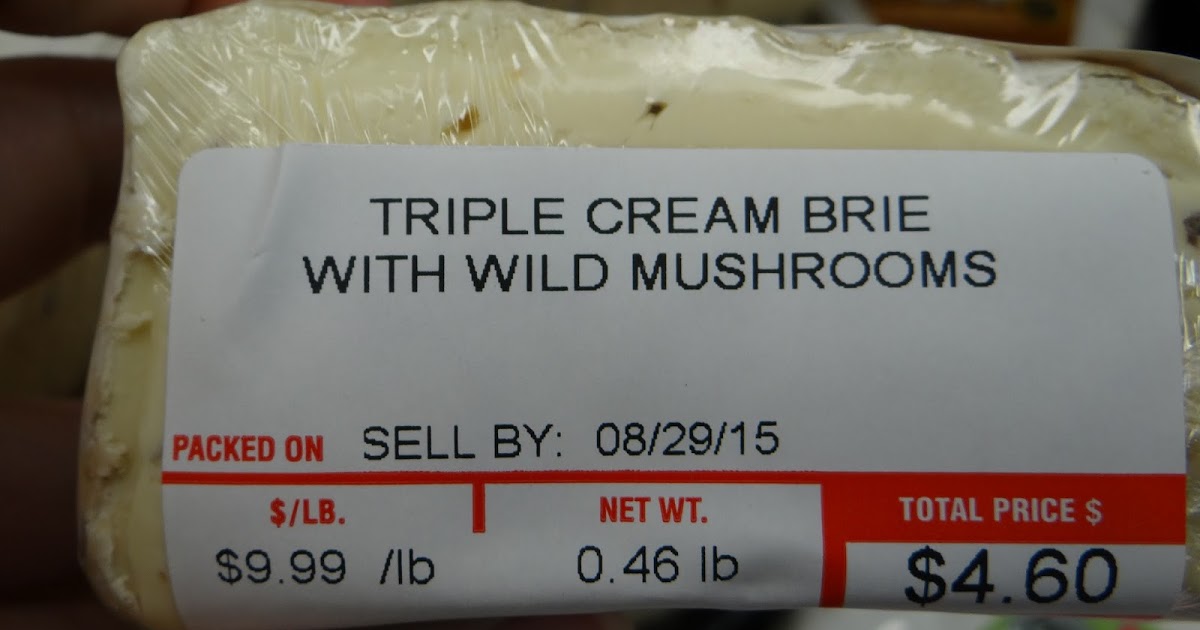 TRIPLE CREAM BRIE
WITH WILD MUSHROOMS
PACKED ON SELL BY: 08/29/15
$/LB. NET WT. TOTAL PRICE $
$9.99 /lb 0.46 lb $4.60